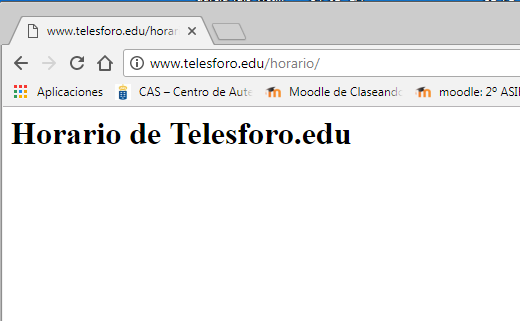 www.telesforo.edu/horar
www.telesforo.edu/horario/
Aplicaciones CAS – Centro de Aute Moodle de Claseando moodle: 2º ASI
Horario de Telesforo.edu